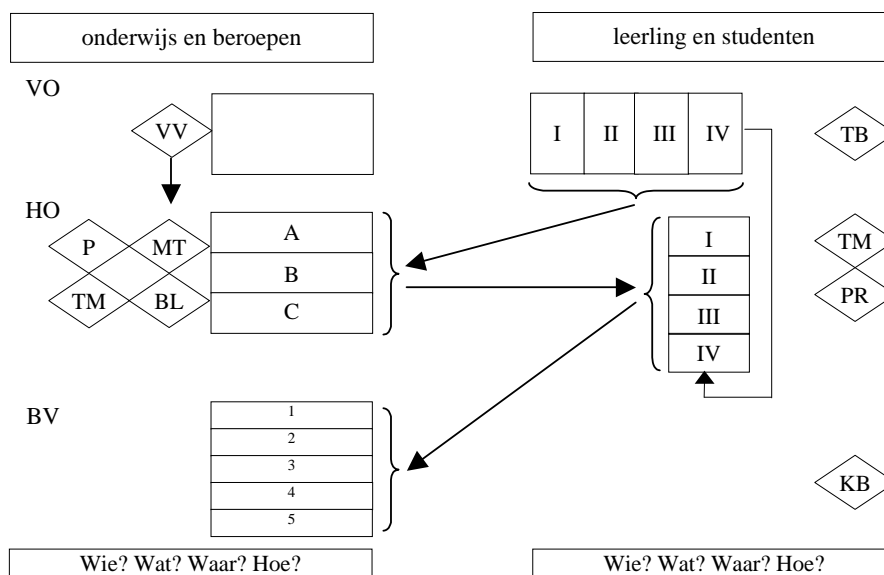 onderwijs en beroepen
leerling en studenten
VO
VV
I II III IV
TB
HO
P MT
A
B
C
TM BL
I
II
III
IV
TM
PR
BV
1
2
3
4
5
KB
Wie? Wat? Waar? Hoe?
Wie? Wat? Waar? Hoe?